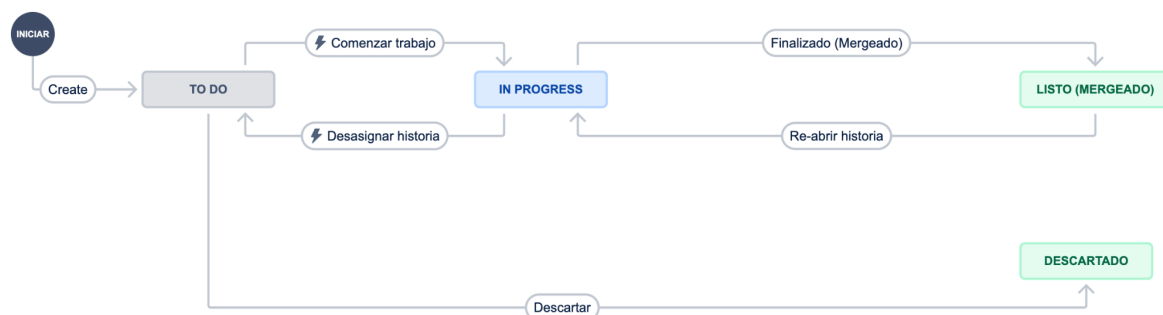 INICIAR
Comenzar trabajo
Finalizado (Mergeado)
Create
TO DO
IN PROGRESS
LISTO (MERGEADO)
Desasignar historia
Re-abrir historia
DESCARTADO
Descartar